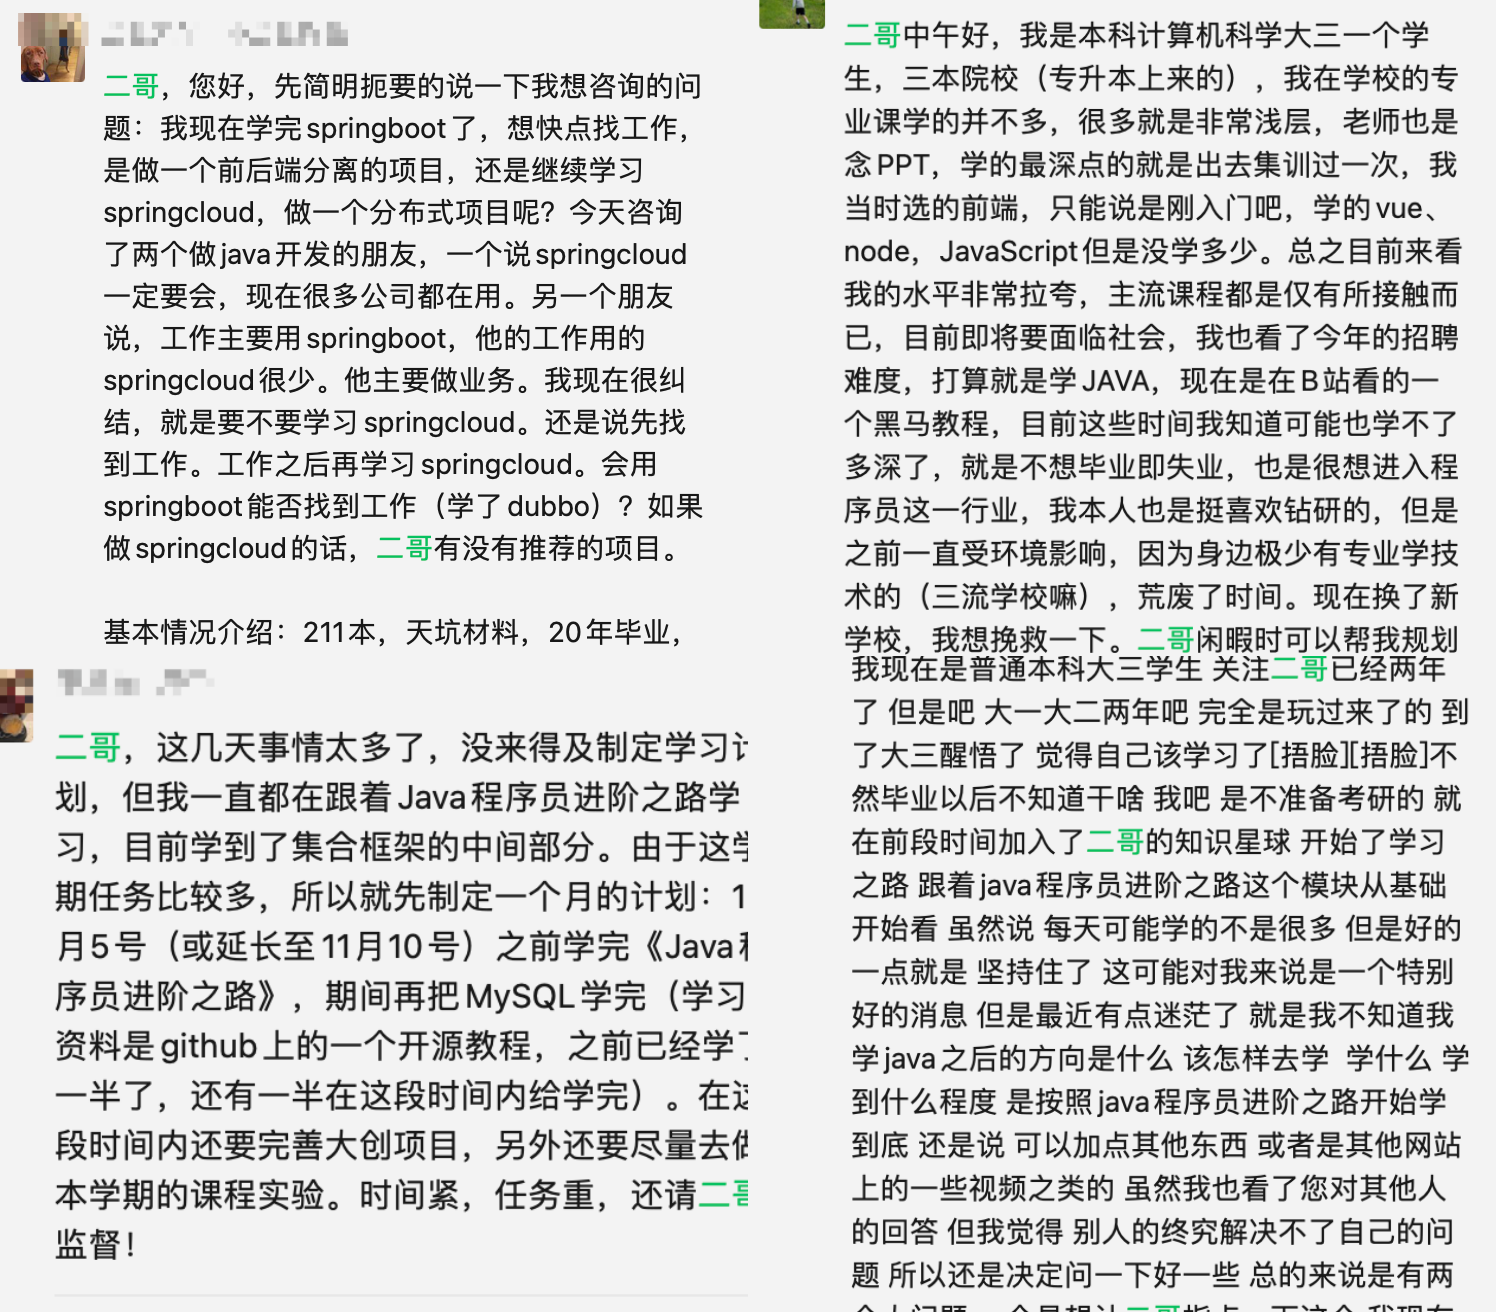 二哥，您好，先简明扼要的说一下我想咨询的问
题：我现在学完springboot了，想快点找工作，
是做一个前后端分离的项目，还是继续学习
springcloud，做一个分布式项目呢？今天咨询
了两个做java开发的朋友，一个说springcloud
一定要会，现在很多公司都在用。另一个朋友
说，工作主要用springboot，他的工作用的
springcloud很少。他主要做业务。我现在很纠
结，就是要不要学习springcloud。还是说先找
到工作。工作之后再学习springcloud。会用
springboot能否找到工作（学了dubbo）？如果
做springcloud的话，二哥有没有推荐的项目。
基本情况介绍：211本，天坑材料，20年毕业，
二哥，这几天事情太多了，没来得及制定学习计
划，但我一直都在跟着Java程序员进阶之路学
习，目前学到了集合框架的中间部分。由于这学
期任务比较多，所以就先制定一个月的计划：1
月5号（或延长至11月10号）之前学完《Java程
序员进阶之路》，期间再把MySQL学完（学习
资料是github上的一个开源教程，之前已经学了
一半了，还有一半在这段时间内给学完）。在这
段时间内还要完善大创项目，另外还要尽量去做
本学期的课程实验。时间紧，任务重，还请二哥
监督！
二哥中午好，我是本科计算机科学大三一个学
生，三本院校（专升本上来的），我在学校的专
业课学的并不多，很多就是非常浅层，老师也是
念PPT，学的最深点的就是出去集训过一次，我
当时选的前端，只能说是刚入门吧，学的vue、
node，JavaScript但是没学多少。总之目前来看
我的水平非常拉夸，主流课程都是仅有所接触而
已，目前即将要面临社会，我也看了今年的招聘
难度，打算就是学JAVA，现在是在B站看的一
个黑马教程，目前这些时间我知道可能也学不了
多深了，就是不想毕业即失业，也是很想进入程
序员这一行业，我本人也是挺喜欢钻研的，但是
之前一直受环境影响，因为身边极少有专业学技
术的（三流学校嘛），荒废了时间。现在换了新
学校，我想挽救一下。二哥闲暇时可以帮我规划
我现在是普通本科大三学生 关注二哥已经两年
了 但是吧 大一大二两年吧 完全是玩过来了的 到
了大三醒悟了 觉得自己该学习了[捂脸][捂脸]不
然毕业以后不知道干啥 我吧 是不准备考研的 就
在前段时间加入了二哥的知识星球 开始了学习
之路 跟着java程序员进阶之路这个模块从基础
开始看 虽然说 每天可能学的不是很多 但是好的
一点就是 坚持住了 这可能对我来说是一个特别
好的消息 但是最近有点迷茫了 就是我不知道我
学java之后的方向是什么 该怎样去学 学什么 学
到什么程度 是按照java程序员进阶之路开始学
到底 还是说 可以加点其他东西 或者是其他网站
上的一些视频之类的 虽然我也看了您对其他人
的回答 但我觉得 别人的终究解决不了自己的问
题 所以还是决定问一下好一些 总的来说是有两